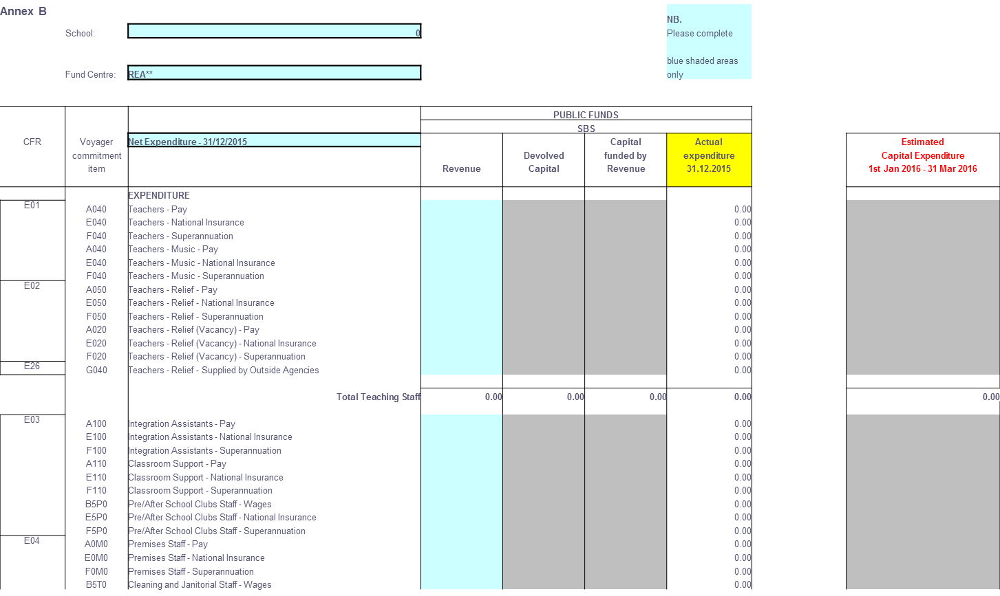 Annex B
NB.
School: 0 Please complete
blue shaded areas
Fund Centre: REA** only
PUBLIC FUNDS
SBS
CFR Voyager Net Expenditure - 31/12/2015 Capital Actual Estimated
commitment Devolved funded by expenditure Capital Expenditure
item Revenue Capital Revenue 31.12.2015 1st Jan 2016 - 31 Mar 2016
EXPENDITURE
E01
A040 Teachers - Pay 0.00
E040 Teachers - National Insurance 0.00
F040 Teachers - Superannuation 0.00
A040 Teachers - Music - Pay 0.00
E040 Teachers - Music - National Insurance 0.00
F040 Teachers - Music - Superannuation 0.00
E02
A050 Teachers - Relief - Pay 0.00
E050 Teachers - Relief - National Insurance 0.00
F050 Teachers - Relief - Superannuation 0.00
A020 Teachers - Relief (Vacancy) - Pay 0.00
E020 Teachers - Relief (Vacancy) - National Insurance 0.00
F020 Teachers - Relief (Vacancy) - Superannuation 0.00
E26
G040 Teachers - Relief - Supplied by Outside Agencies 0.00
Total Teaching Staff 0.00 0.00 0.00 0.00 0.00
E03
A100 Integration Assistants - Pay 0.00
E100 Integration Assistants - National Insurance 0.00
F100 Integration Assistants - Superannuation 0.00
A110 Classroom Support - Pay 0.00
E110 Classroom Support - National Insurance 0.00
F110 Classroom Support - Superannuation 0.00
B5P0 Pre/After School Clubs Staff - Wages 0.00
E5P0 Pre/After School Clubs Staff - National Insurance 0.00
F5P0 Pre/After School Clubs Staff - Superannuation 0.00
E04
A0M0 Premises Staff - Pay 0.00
E0M0 Premises Staff - National Insurance 0.00
F0M0 Premises Staff - Superannuation 0.00
B5T0 Cleaning and Janitorial Staff - Wages 0.00